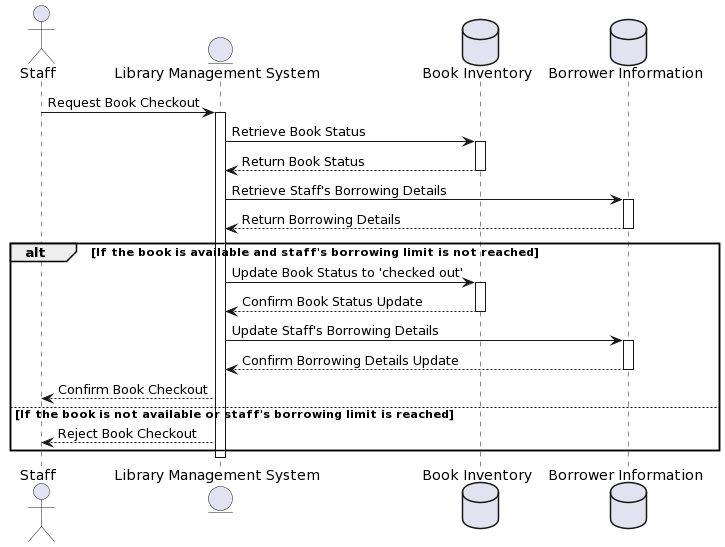 Staff
Library Management System
Book Inventory
Borrower Information
Request Book Checkout
Retrieve Book Status
Return Book Status
Retrieve Staff's Borrowing Details
Return Borrowing Details
alt
[If the book is available and staff's borrowing limit is not reached]
Update Book Status to 'checked out'
Confirm Book Status Update
Update Staff's Borrowing Details
Confirm Borrowing Details Update
Confirm Book Checkout
[If the book is not available or staff's borrowing limit is reached]
Reject Book Checkout
Staff
Library Management System
Book Inventory
Borrower Information